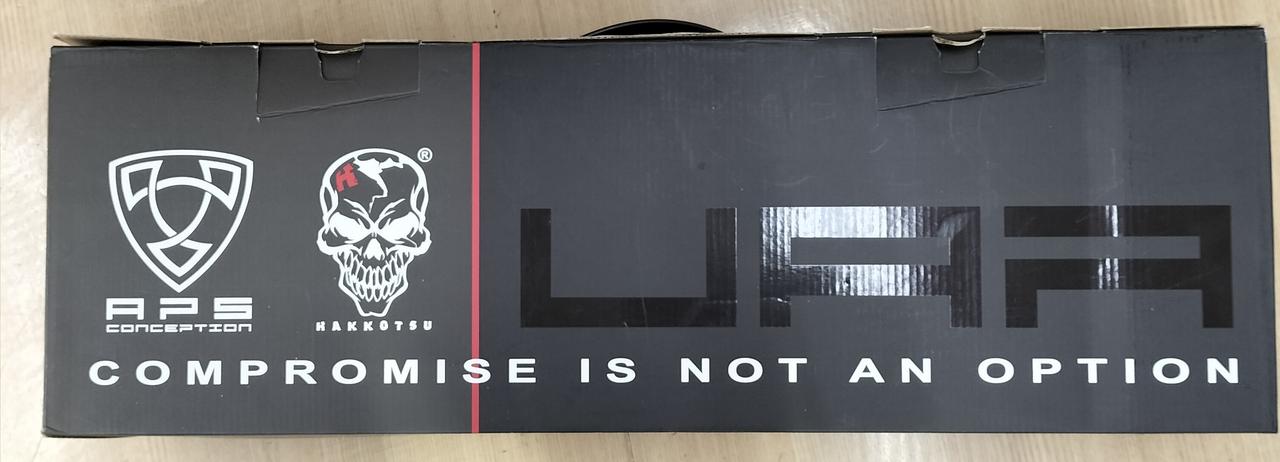 ®
H
APS
CONCEPTION
HAKKOTSU
UAR
COMPROMISE IS NOT AN OPTION